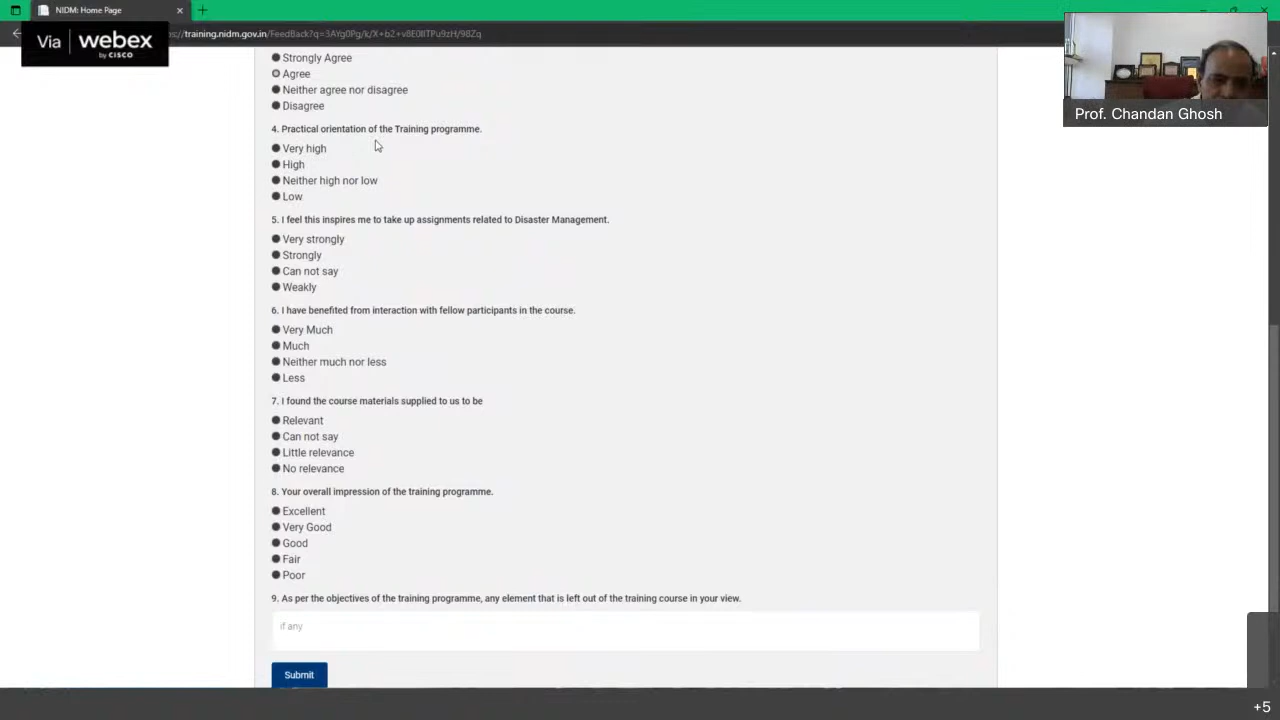 NIDM: Home Page
Via webex
by CISCO
training.nidm.gov.in/FeedBack?q=
Prof. Chandan Ghosh
Strongly Agree
Agree
Neither agree nor disagree
Disagree
4. Practical orientation of the Training programme.
Very high
High
Neither high nor low
Low
5. I feel this inspires me to take up assignments related to Disaster Management.
Very strongly
Strongly
Can not say
Weakly
6. I have benefited from interaction with fellow participants in the course.
Very Much
Much
Neither much nor less
Less
7. I found the course materials supplied to us to be
Relevant
Can not say
Little relevance
No relevance
8. Your overall impression of the training programme.
Excellent
Very Good
Good
Fair
Poor
9. As per the objectives of the training programme, any element that is left out of the training course in your view.
if any
Submit
+5